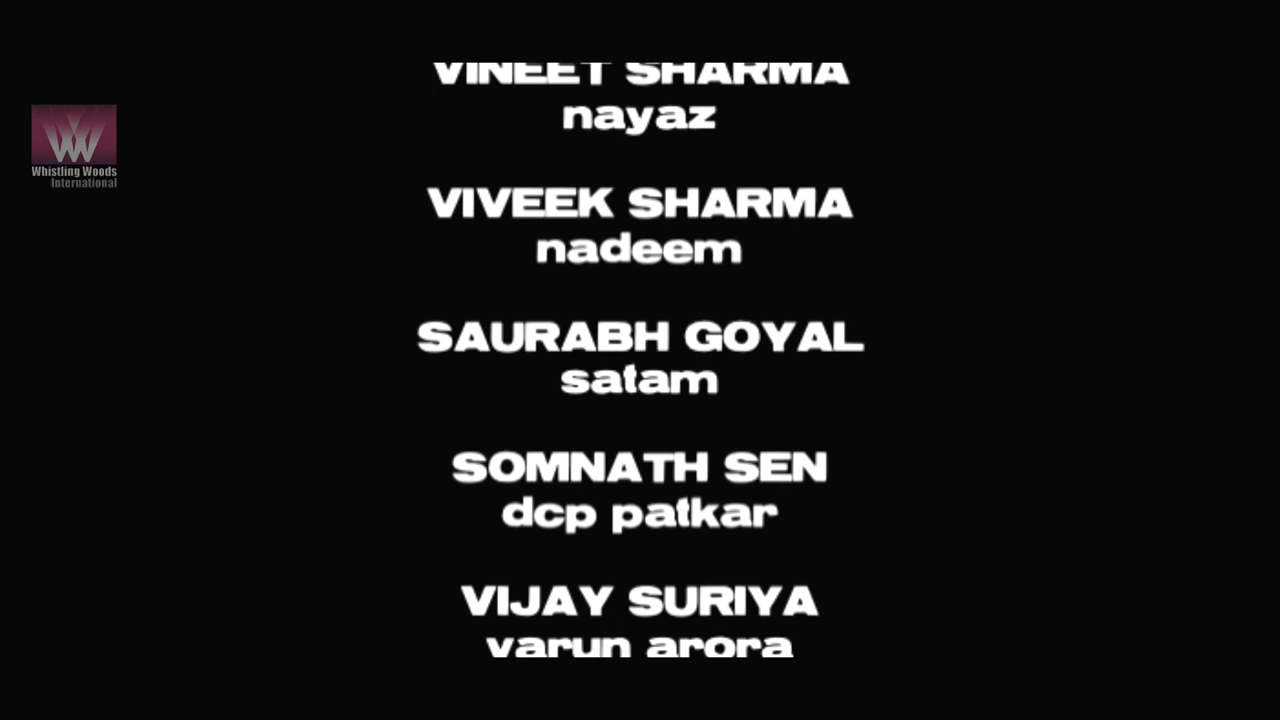 VINEET SHARMA
nayaz
Whistling Woods
International
VIVEEK SHARMA
nadeem
SAURABH GOYAL
satam
SOMNATH SEN
dcp patkar
VIJAY SURIYA
varun arora